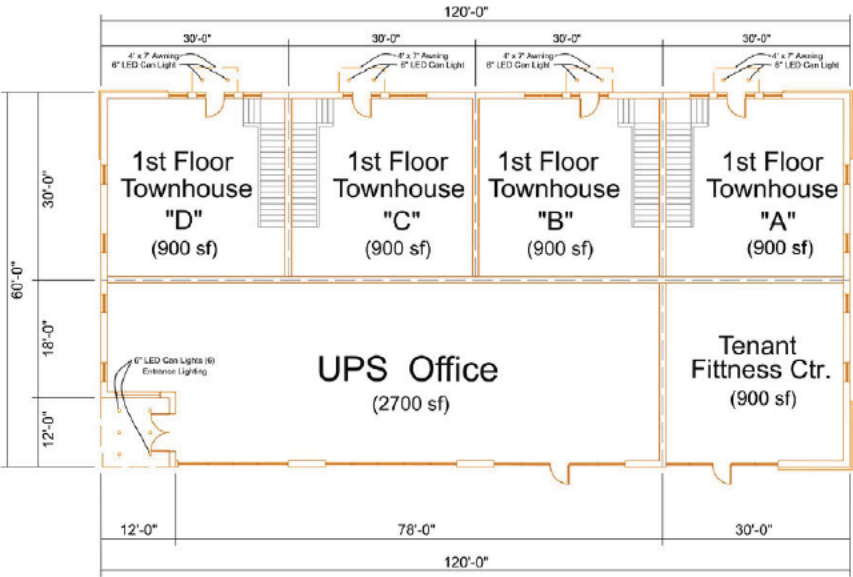 120'-0"
30'-0" 30'-0" 30'-0" 30'-0"
4' x 7' Awning 4' x 7' Awning 4' x 7' Awning 4' x 7' Awning
6" LED Can Light 6" LED Can Light 6" LED Can Light 6" LED Can Light
1st Floor 1st Floor 1st Floor 1st Floor
Townhouse Townhouse Townhouse Townhouse
"D" "C" "B" "A"
(900 sf) (900 sf) (900 sf) (900 sf)
30'-0"
60'-0"
18'-0"
12'-0"
6" LED Can Lights (6)
Entrance Lighting
UPS Office
(2700 sf)
Tenant
Fittness Ctr.
(900 sf)
12'-0" 78'-0" 30'-0"
120'-0"